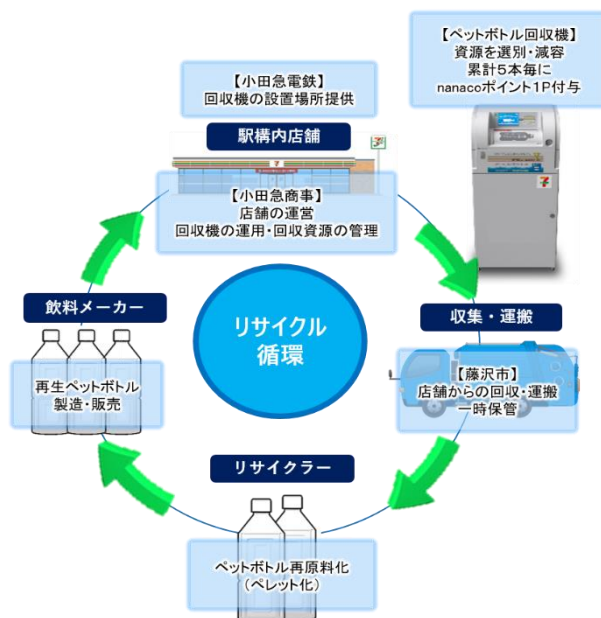 【ペットボトル回収機】
資源を選別・減容
累計5本毎に
nanacoポイント1P付与
【小田急電鉄】
回収機の設置場所提供
駅構内店舗
【小田急商事】
店舗の運営
回収機の運用・回収資源の管理
飲料メーカー
再生ペットボトル
製造・販売
リサイクル
循環
収集・運搬
【藤沢市】
店舗からの回収・運搬
一時保管
リサイクラー
ペットボトル再原料化
(ペレット化)